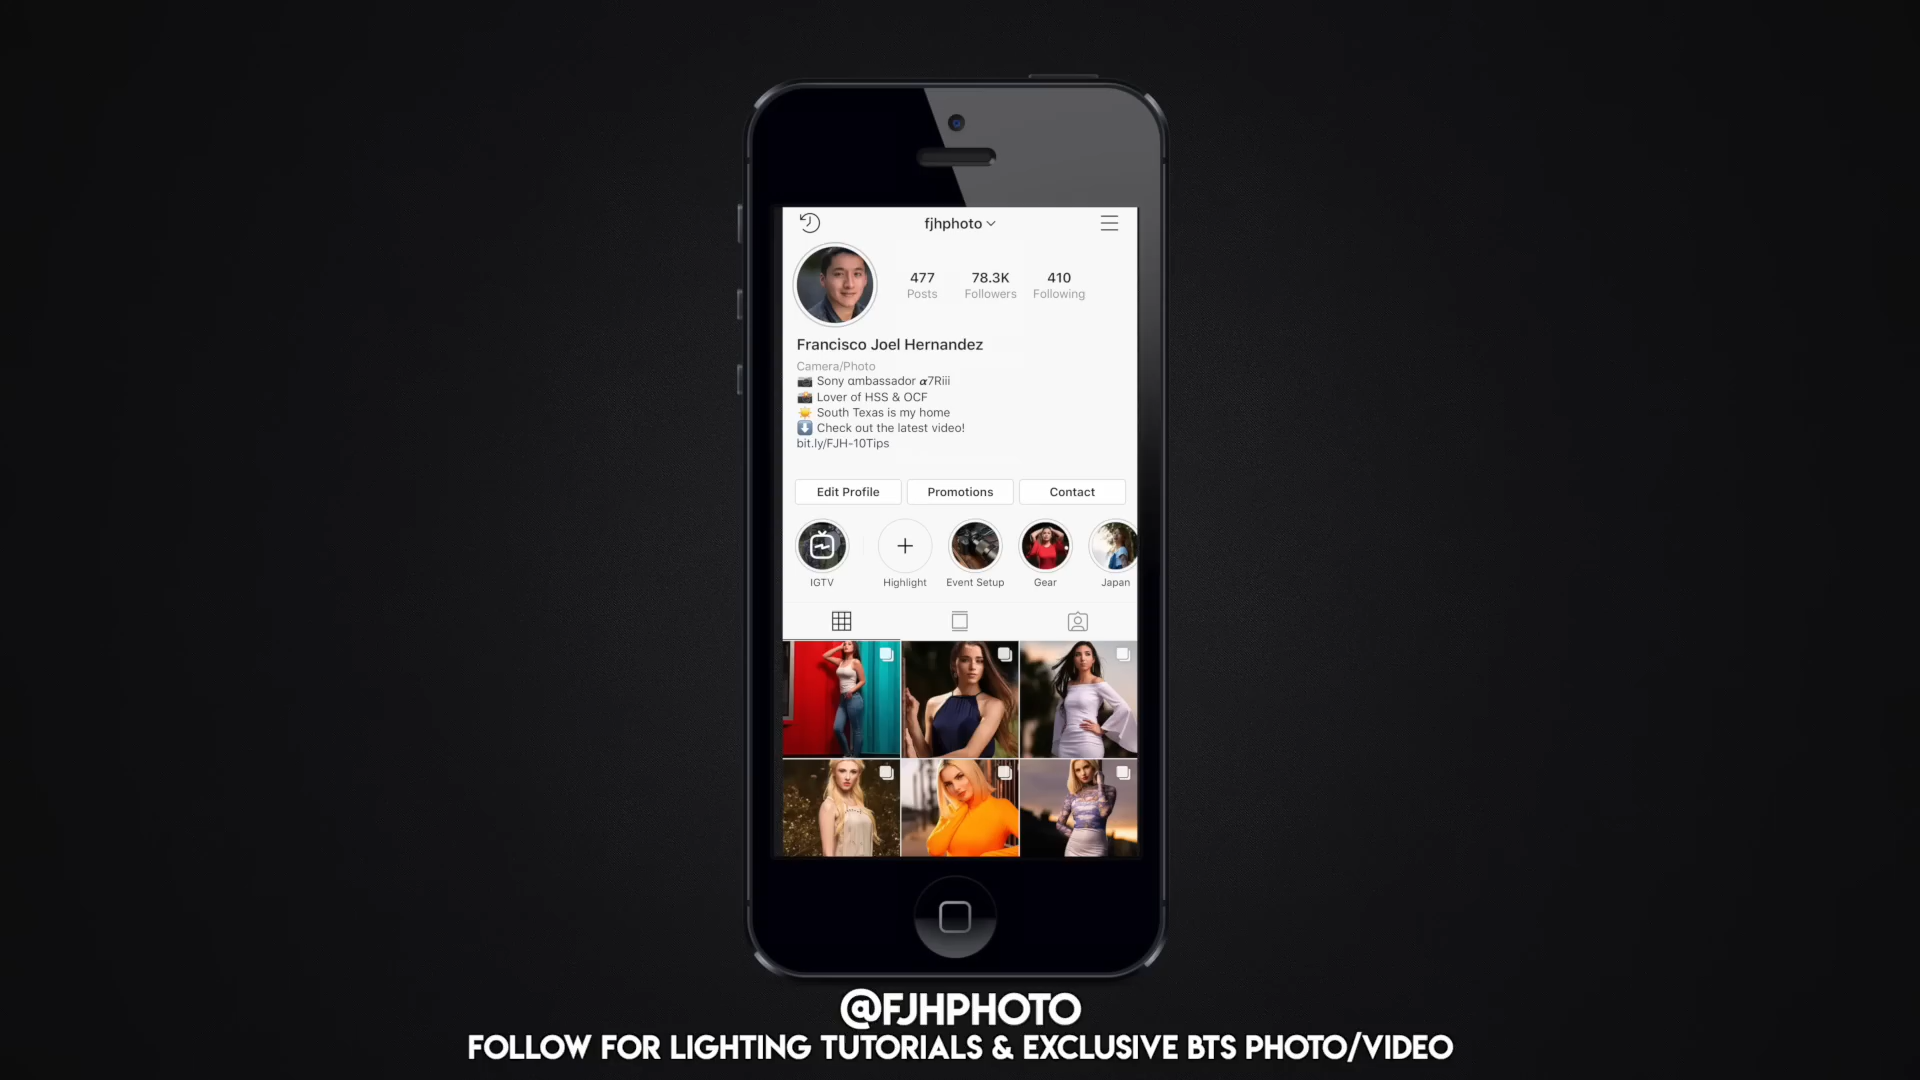 fjhphoto
477 78.3K 410
Posts Followers Following
Francisco Joel Hernandez
Camera/Photo
Sony ambassador α7Riii
Lover of HSS & OCF
South Texas is my home
Check out the latest video!
bit.ly/FJH-10Tips
Edit Profile Promotions Contact
IGTV Highlight Event Setup Gear Japan
@FJHPHOTO
FOLLOW FOR LIGHTING TUTORIALS & EXCLUSIVE BTS PHOTO/VIDEO